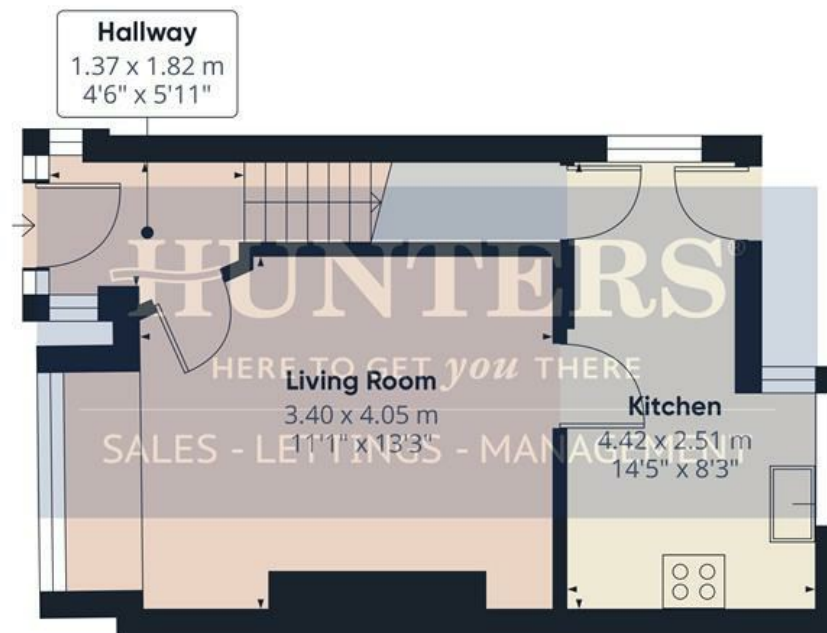 Hallway
1.37 x 1.82 m
4'6" x 5'11"
HUNTERS®
HERE TO GET you THERE
Living Room
3.40 x 4.05 m
11'1" x 13'3"
Kitchen
4.42 x 2.51 m
14'5" x 8'3"
SALES - LETTINGS - MANAGEMENT